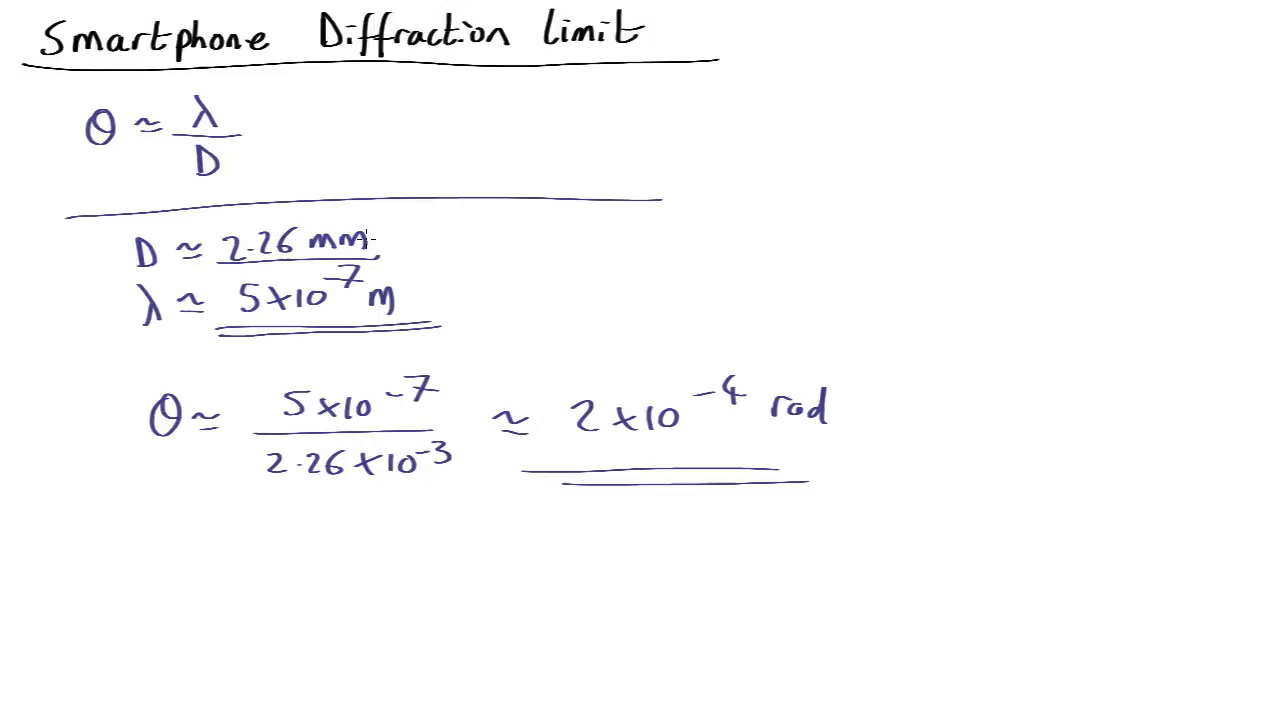 Smartphone Diffraction Limit
θ ≃ λ / D
D ≃ 2.26 mm
λ ≃ 5×10⁻⁷ m
θ ≃ 5×10⁻⁷ / 2.26×10⁻³ ≃ 2×10⁻⁴ rad